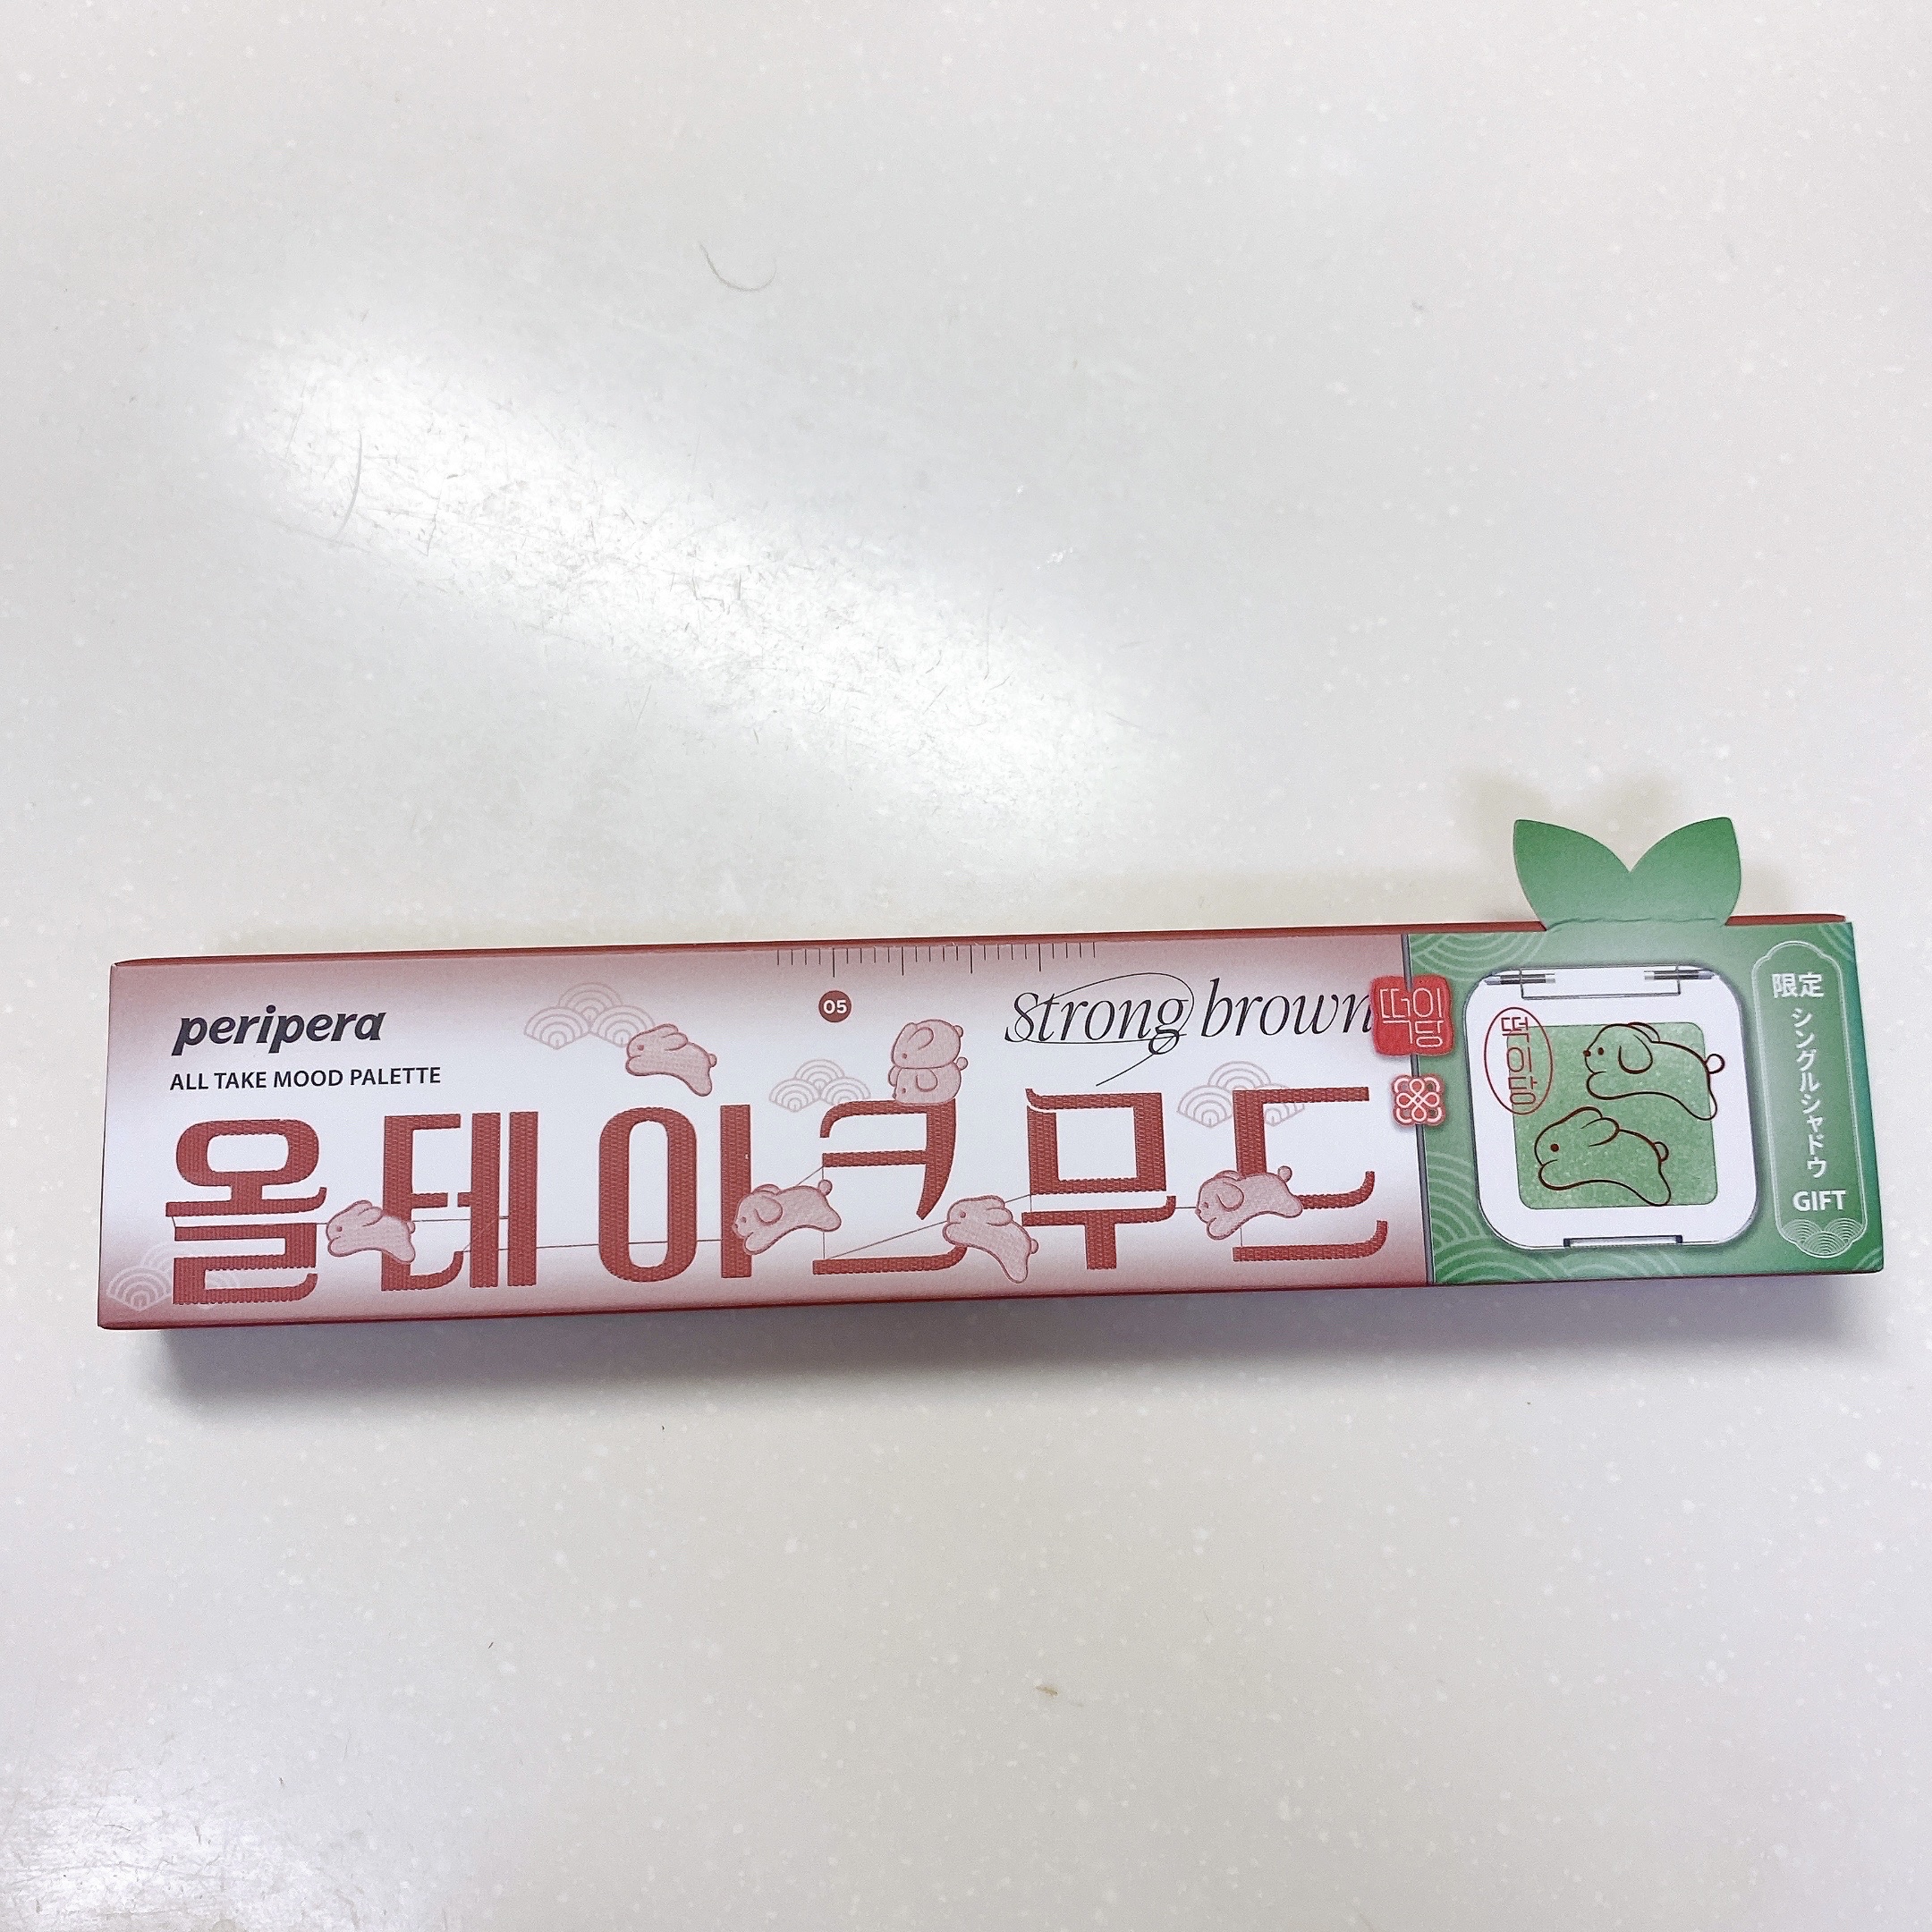 peripera
ALL TAKE MOOD PALETTE
05
Strong brown
올테이크무드
떡이당
떡이당
限定
シングルシャドウ
GIFT